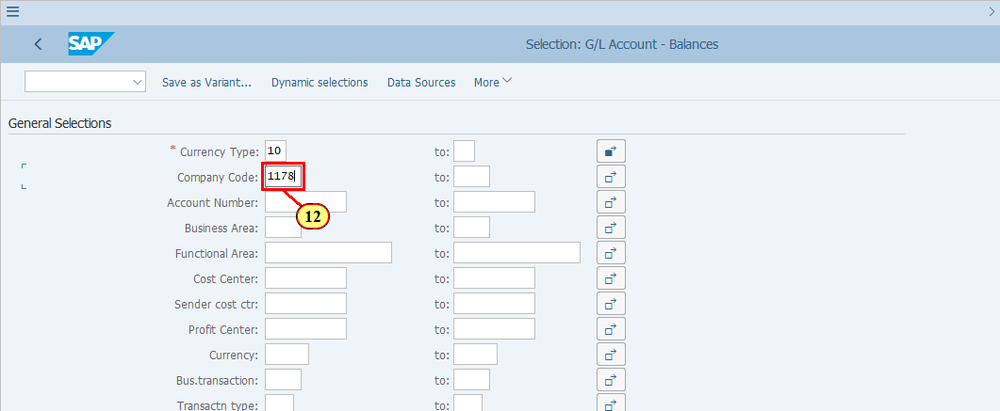 SAP
Selection: G/L Account - Balances
Save as Variant... Dynamic selections Data Sources More
General Selections
* Currency Type: 10 to:
Company Code: 1178 to:
Account Number: to:
12
Business Area: to:
Functional Area: to:
Cost Center: to:
Sender cost ctr: to:
Profit Center: to:
Currency: to:
Bus.transaction: to:
Transactn type: to: